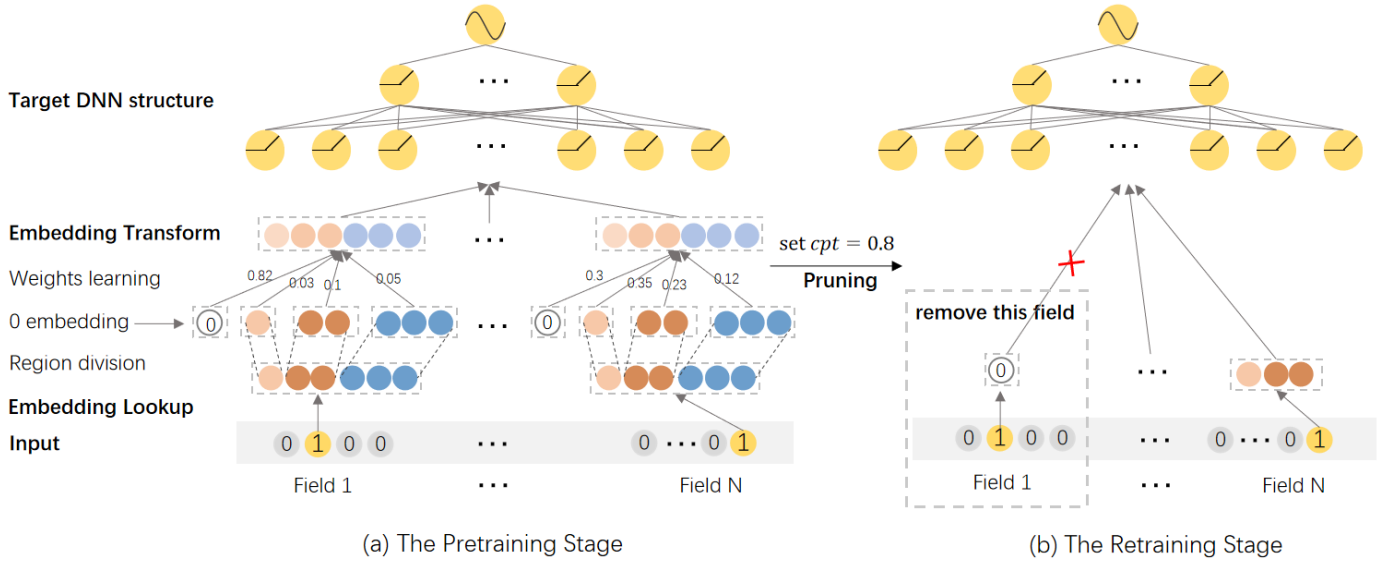 Target DNN structure
...
...
Embedding Transform
...
set cpt = 0.8
Pruning
Weights learning
0.82
0.03
0.1
0.05
0.3
0.35
0.23
0.12
0 embedding
0
...
0
Region division
Embedding Lookup
Input
0 1 0 0
...
0 ... 0 1
Field 1
...
Field N
(a) The Pretraining Stage
...
...
remove this field
0
...
0 1 0 0
...
0 ... 0 1
Field 1
...
Field N
(b) The Retraining Stage